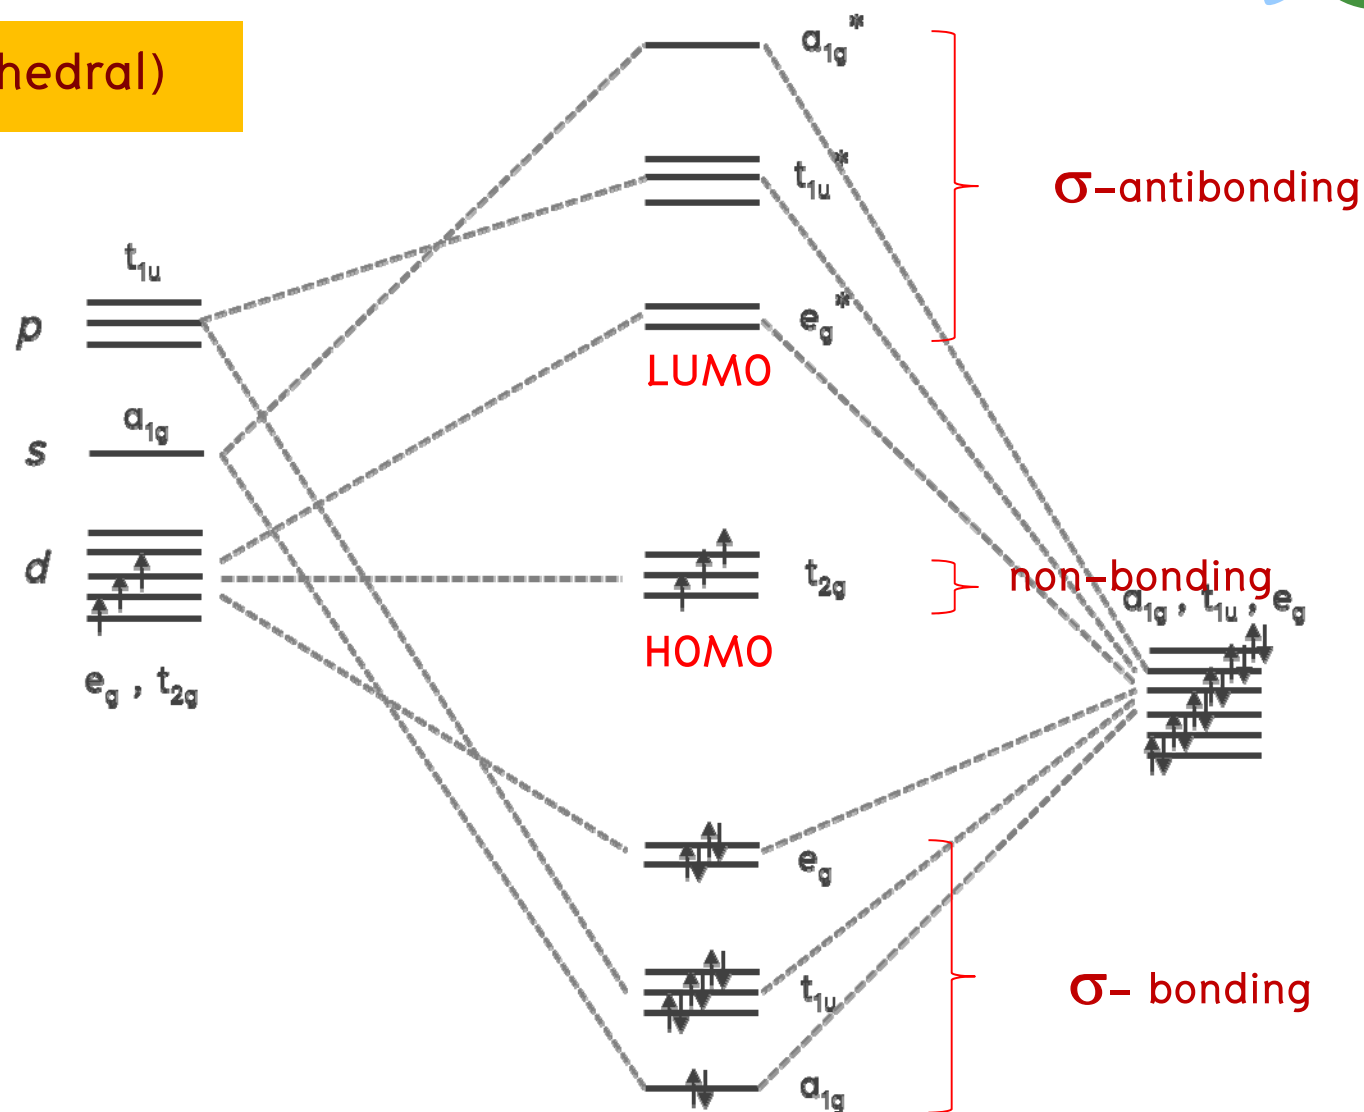 hedral)
a1g*
t1u*
σ-antibonding
t1u
p
eg*
LUMO
a1g
s
d
t2g
non-bonding
a1g , t1u , eg
HOMO
eg , t2g
eg
t1u
σ- bonding
a1g